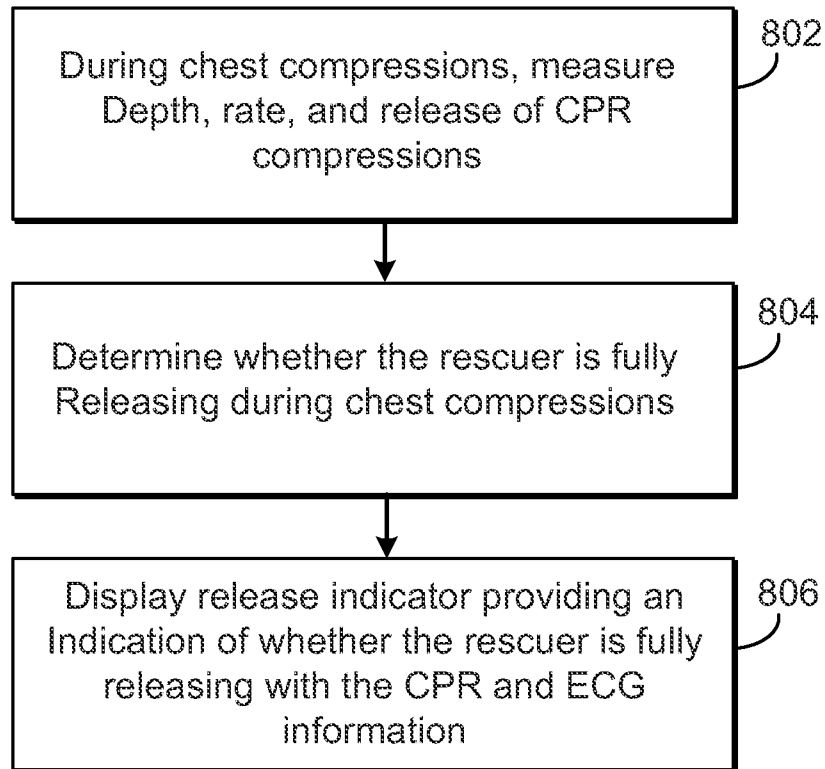 802
During chest compressions, measure
Depth, rate, and release of CPR
compressions
804
Determine whether the rescuer is fully
Releasing during chest compressions
806
Display release indicator providing an
Indication of whether the rescuer is fully
releasing with the CPR and ECG
information